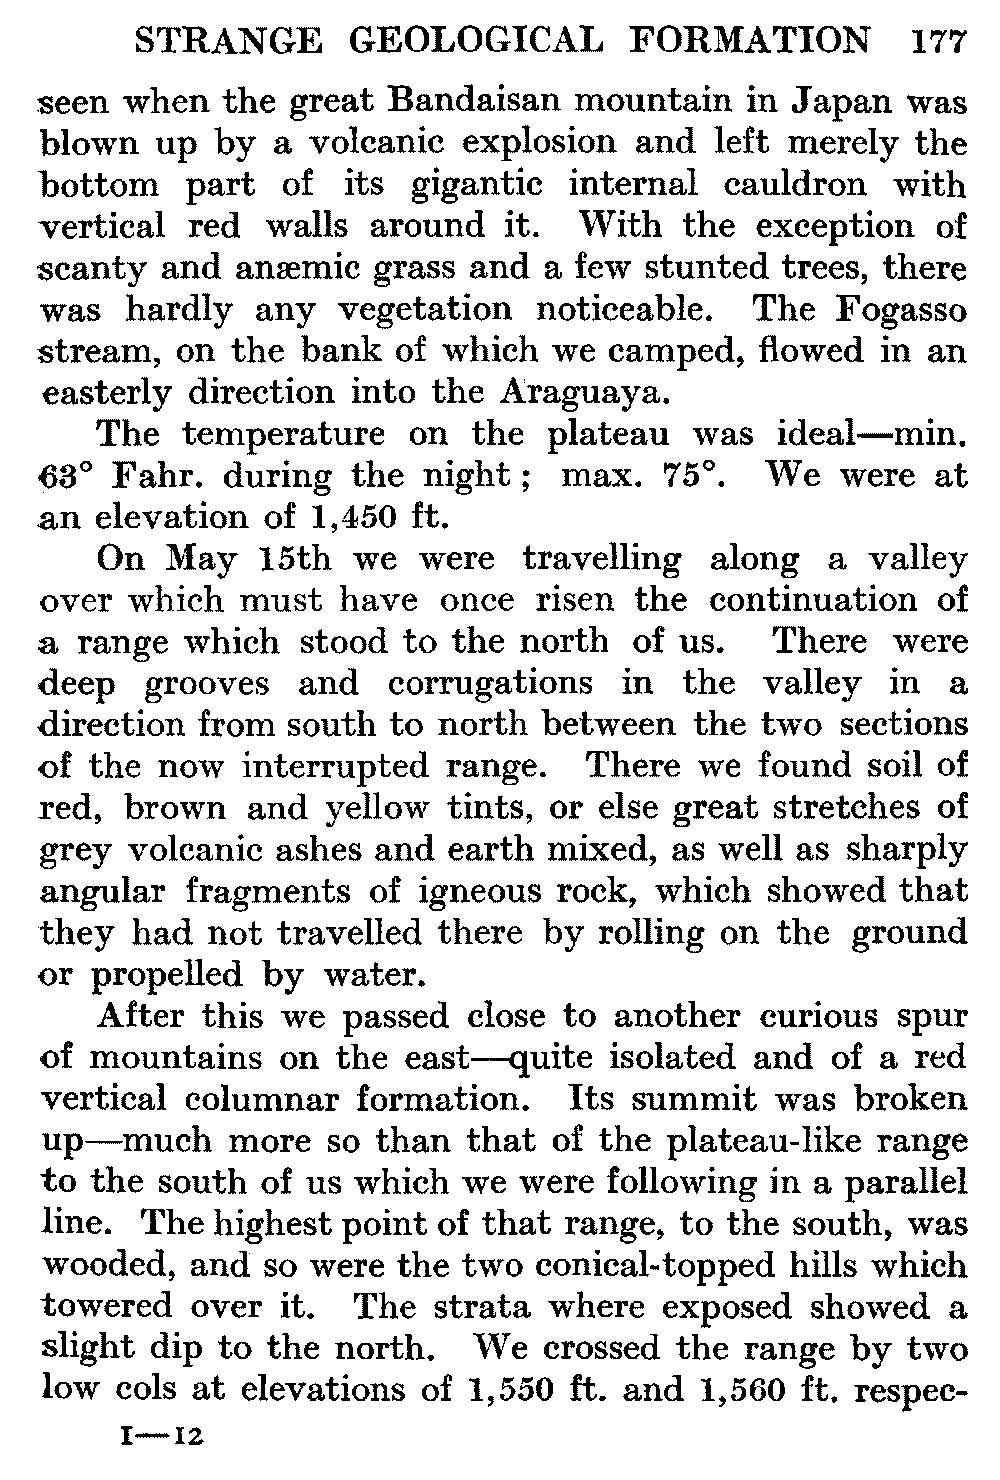 STRANGE GEOLOGICAL FORMATION 177
seen when the great Bandaisan mountain in Japan was
blown up by a volcanic explosion and left merely the
bottom part of its gigantic internal cauldron with
vertical red walls around it. With the exception of
scanty and anæmic grass and a few stunted trees, there
was hardly any vegetation noticeable. The Fogasso
stream, on the bank of which we camped, flowed in an
easterly direction into the Araguaya.
The temperature on the plateau was ideal—min.
63° Fahr. during the night; max. 75°. We were at
an elevation of 1,450 ft.
On May 15th we were travelling along a valley
over which must have once risen the continuation of
a range which stood to the north of us. There were
deep grooves and corrugations in the valley in a
direction from south to north between the two sections
of the now interrupted range. There we found soil of
red, brown and yellow tints, or else great stretches of
grey volcanic ashes and earth mixed, as well as sharply
angular fragments of igneous rock, which showed that
they had not travelled there by rolling on the ground
or propelled by water.
After this we passed close to another curious spur
of mountains on the east—quite isolated and of a red
vertical columnar formation. Its summit was broken
up—much more so than that of the plateau-like range
to the south of us which we were following in a parallel
line. The highest point of that range, to the south, was
wooded, and so were the two conical-topped hills which
towered over it. The strata where exposed showed a
slight dip to the north. We crossed the range by two
low cols at elevations of 1,550 ft. and 1,560 ft. respec-
I—12